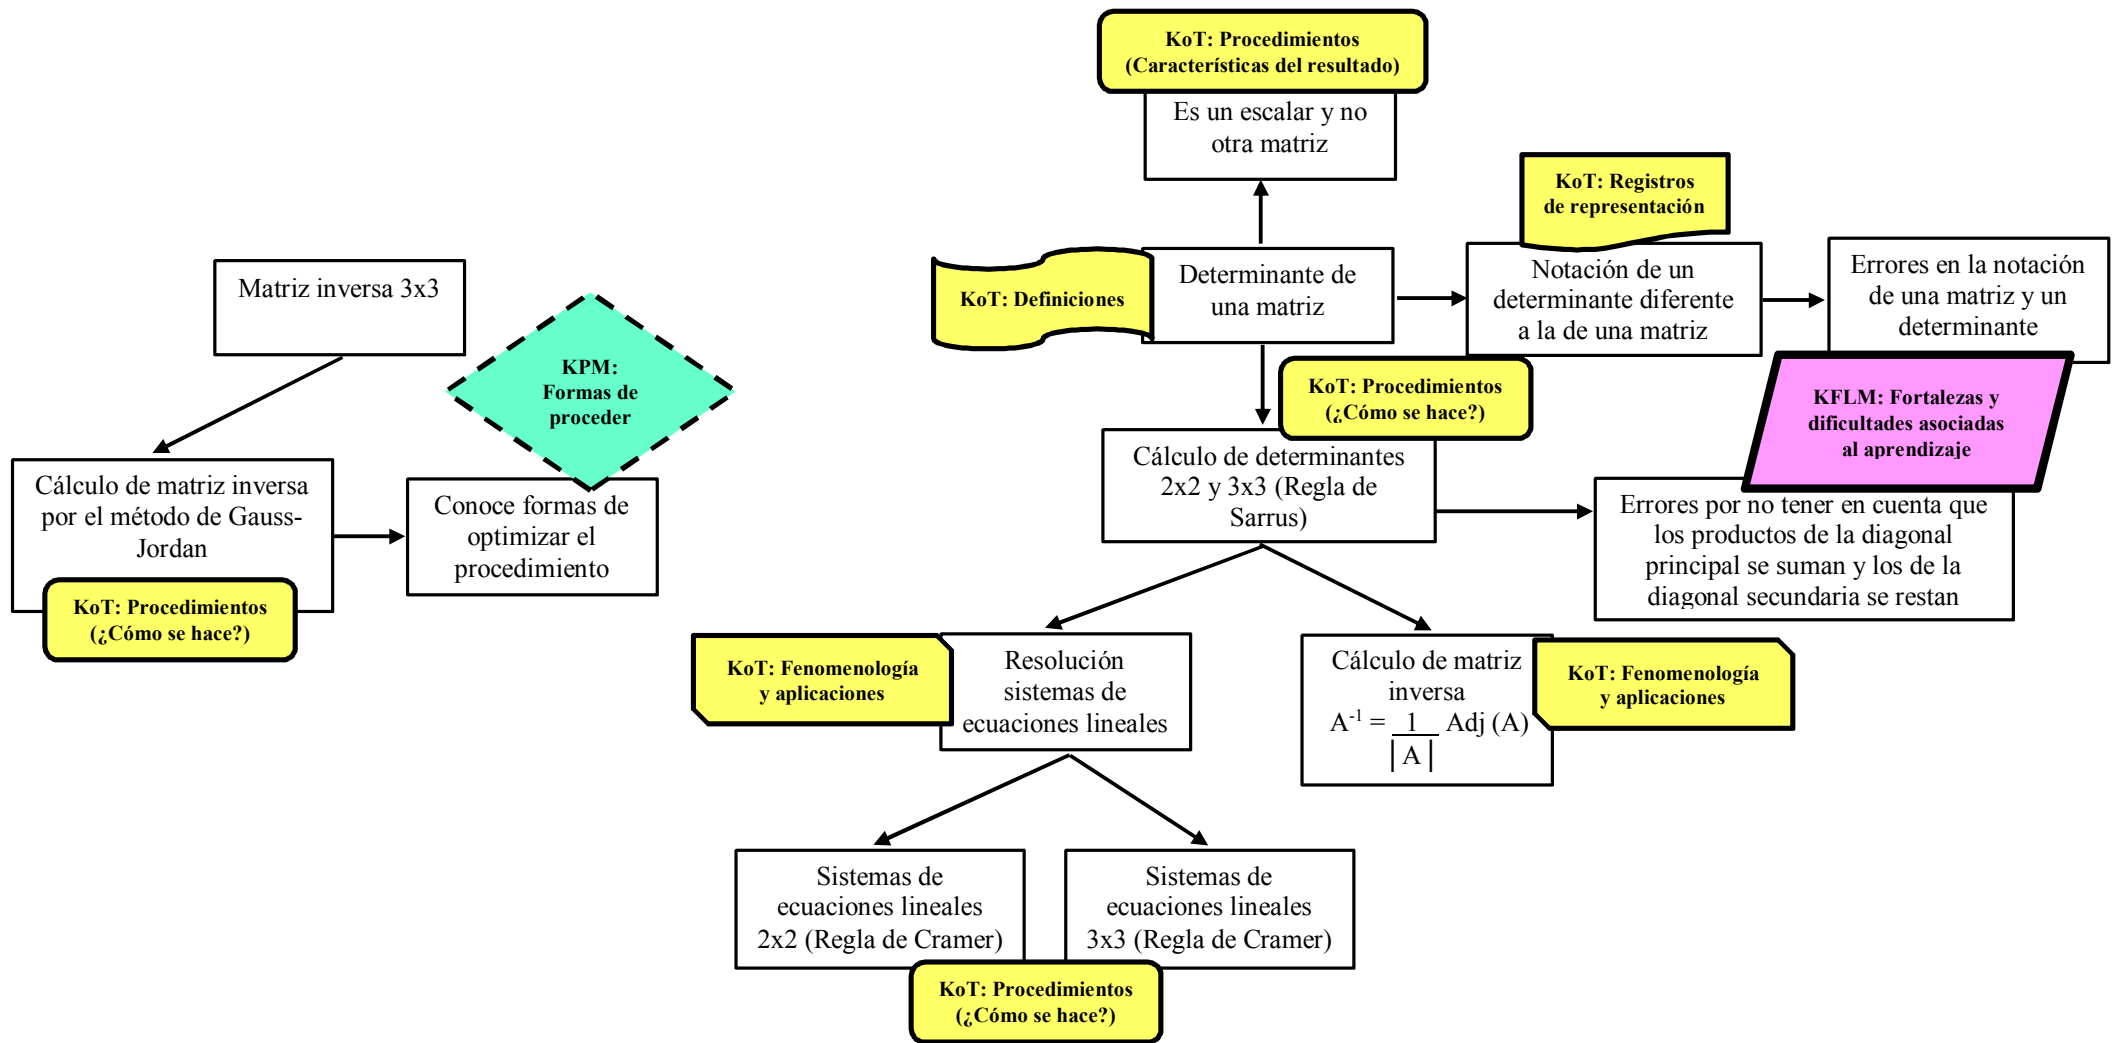 KoT: Procedimientos
(Características del resultado)
Es un escalar y no
otra matriz
KoT: Registros
de representación
KoT: Definiciones
Determinante de
una matriz
Notación de un
determinante diferente
a la de una matriz
Errores en la notación
de una matriz y un
determinante
Matriz inversa 3x3
KPM:
Formas de
proceder
KoT: Procedimientos
(¿Cómo se hace?)
KFLM: Fortalezas y
dificultades asociadas
al aprendizaje
Cálculo de matriz inversa
por el método de Gauss-
Jordan
Conoce formas de
optimizar el
procedimiento
Cálculo de determinantes
2x2 y 3x3 (Regla de
Sarrus)
Errores por no tener en cuenta que
los productos de la diagonal
principal se suman y los de la
diagonal secundaria se restan
KoT: Procedimientos
(¿Cómo se hace?)
KoT: Fenomenología
y aplicaciones
Resolución
sistemas de
ecuaciones lineales
Cálculo de matriz
inversa
A-1 = 1 Adj (A)
| A |
KoT: Fenomenología
y aplicaciones
Sistemas de
ecuaciones lineales
2x2 (Regla de Cramer)
Sistemas de
ecuaciones lineales
3x3 (Regla de Cramer)
KoT: Procedimientos
(¿Cómo se hace?)